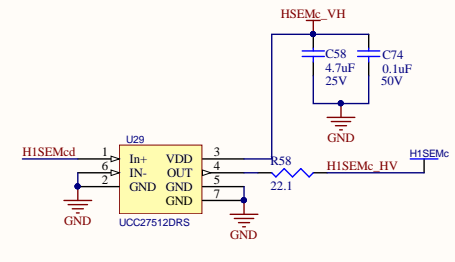 HSEMc_VH
C58
4.7uF
25V
C74
0.1uF
50V
GND
U29
H1SEMcd
1
6
2
In+
IN-
GND
VDD
OUT
GND
GND
3
4
5
7
R58
22.1
H1SEMc_HV
H1SEMc
GND
GND
UCC27512DRS